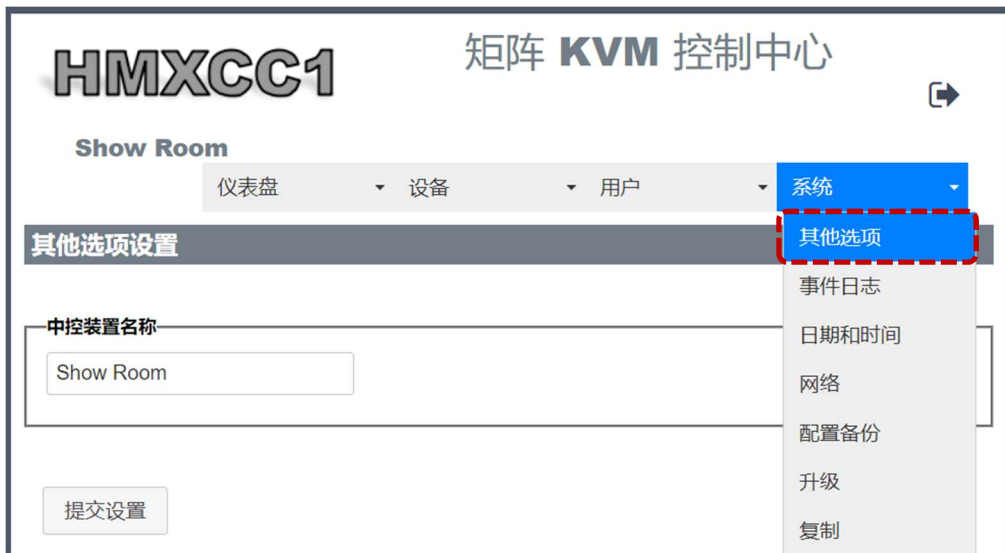 HMXCC1
矩阵 KVM 控制中心
Show Room
仪表盘 设备 用户 系统
其他选项设置
其他选项
事件日志
中控装置名称
日期和时间
Show Room
网络
配置备份
升级
提交设置
复制